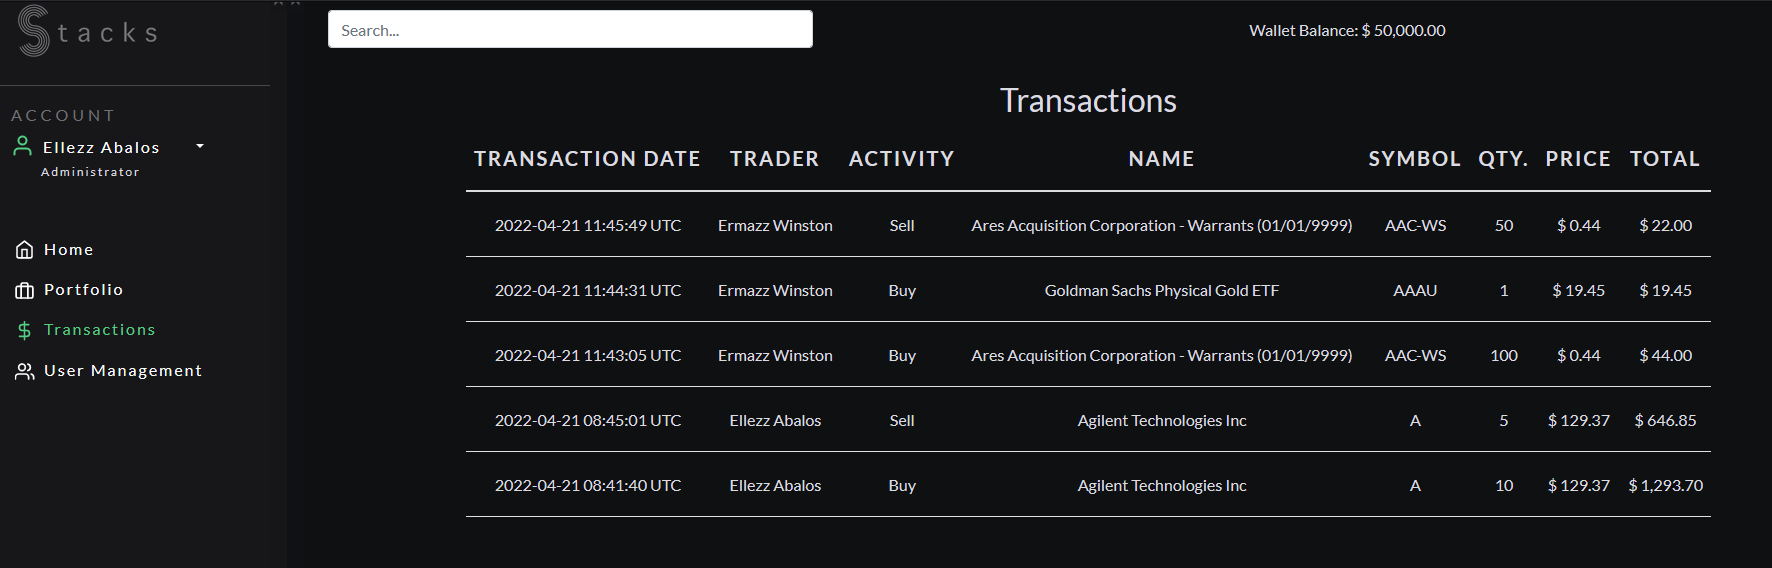 Stacks
Search...
Wallet Balance: $ 50,000.00
ACCOUNT
Ellezz Abalos
Administrator
Home
Portfolio
Transactions
User Management
Transactions
TRANSACTION DATE TRADER ACTIVITY NAME SYMBOL QTY. PRICE TOTAL
2022-04-21 11:45:49 UTC Ermazz Winston Sell Ares Acquisition Corporation - Warrants (01/01/9999) AAC-WS 50 $ 0.44 $ 22.00
2022-04-21 11:44:31 UTC Ermazz Winston Buy Goldman Sachs Physical Gold ETF AAAU 1 $ 19.45 $ 19.45
2022-04-21 11:43:05 UTC Ermazz Winston Buy Ares Acquisition Corporation - Warrants (01/01/9999) AAC-WS 100 $ 0.44 $ 44.00
2022-04-21 08:45:01 UTC Ellezz Abalos Sell Agilent Technologies Inc A 5 $ 129.37 $ 646.85
2022-04-21 08:41:40 UTC Ellezz Abalos Buy Agilent Technologies Inc A 10 $ 129.37 $ 1,293.70